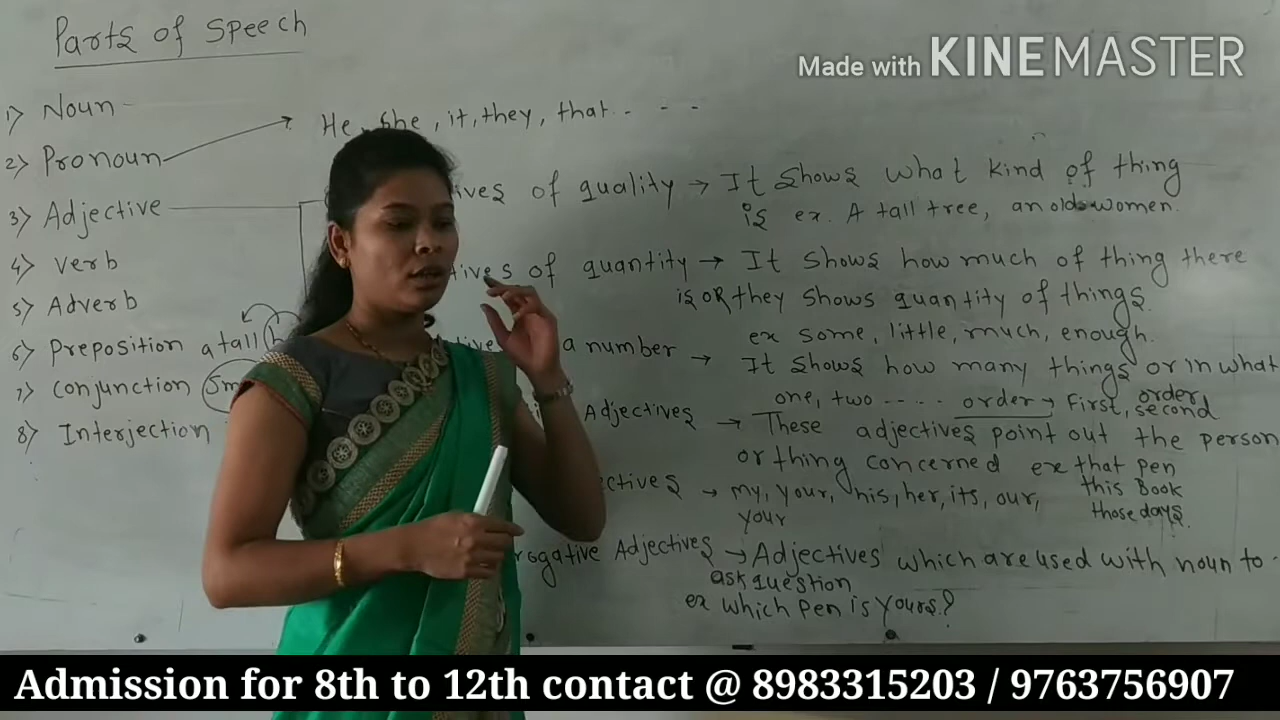 Parts of speech
Made with KINEMASTER
1) Noun
He, she, it, they, that.. - - -
2) Pronoun
3) Adjective
tives of quality → It shows what kind of thing
is ex. A tall tree, an old women.
4) Verb
tives of quantity → It shows how much of thing there
is OR they shows quantity of things.
5) Adverb
ex some, little, much, enough.
6) Preposition a tall
tive a number → It shows how many things or in what
order
7) Conjunction
one, two ---- order → First, second
8) Interjection
Adjectives → These adjectives point out the person
or thing concerned ex that pen
this Book
those days.
ectives → my, your, his, her, its, our,
your
rogative Adjectives → Adjectives which are used with noun to
ask question
ex which pen is yours?
Admission for 8th to 12th contact @ 8983315203 / 9763756907